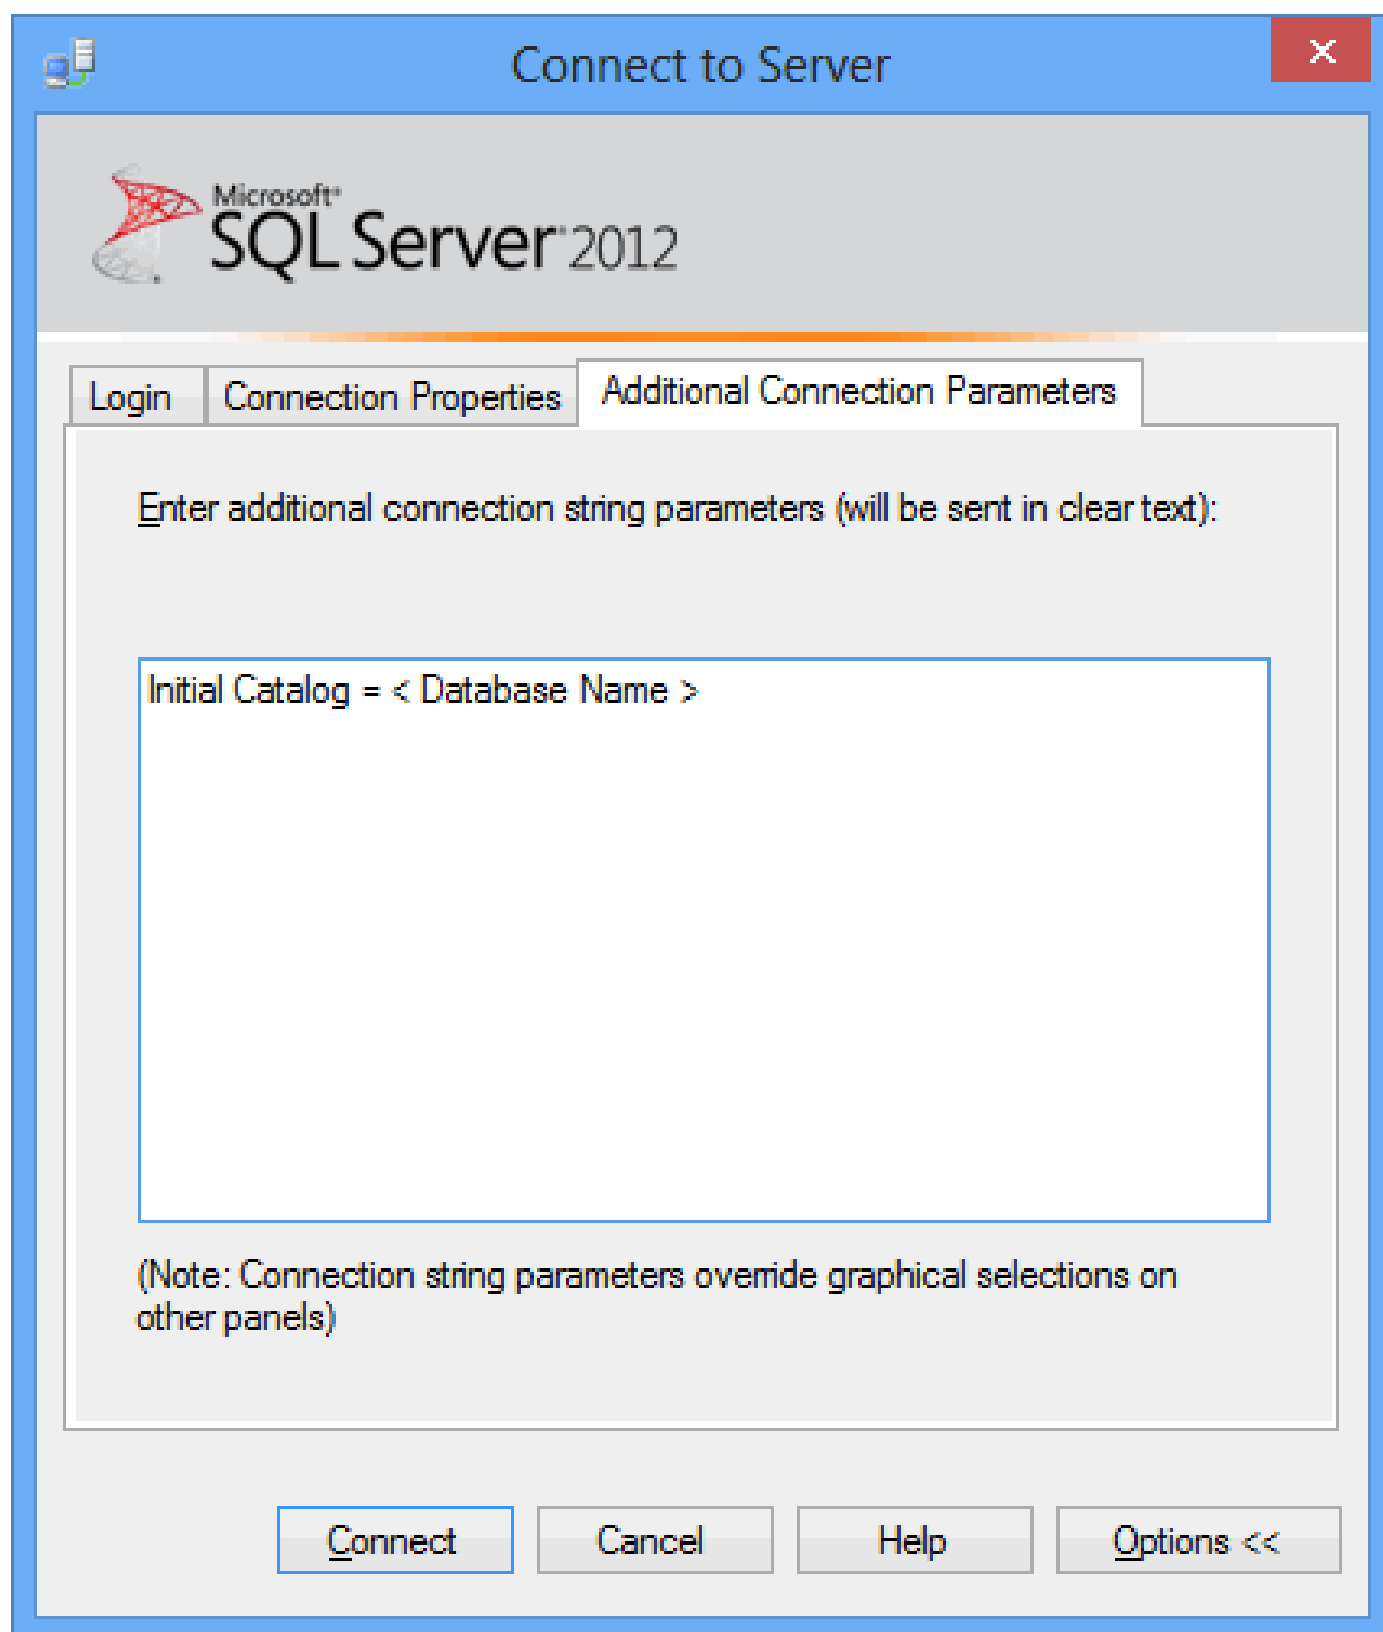 Connect to Server
Microsoft®
SQL Server® 2012
Login
Connection Properties
Additional Connection Parameters
Enter additional connection string parameters (will be sent in clear text):
Initial Catalog = < Database Name >
(Note: Connection string parameters override graphical selections on
other panels)
Connect
Cancel
Help
Options <<